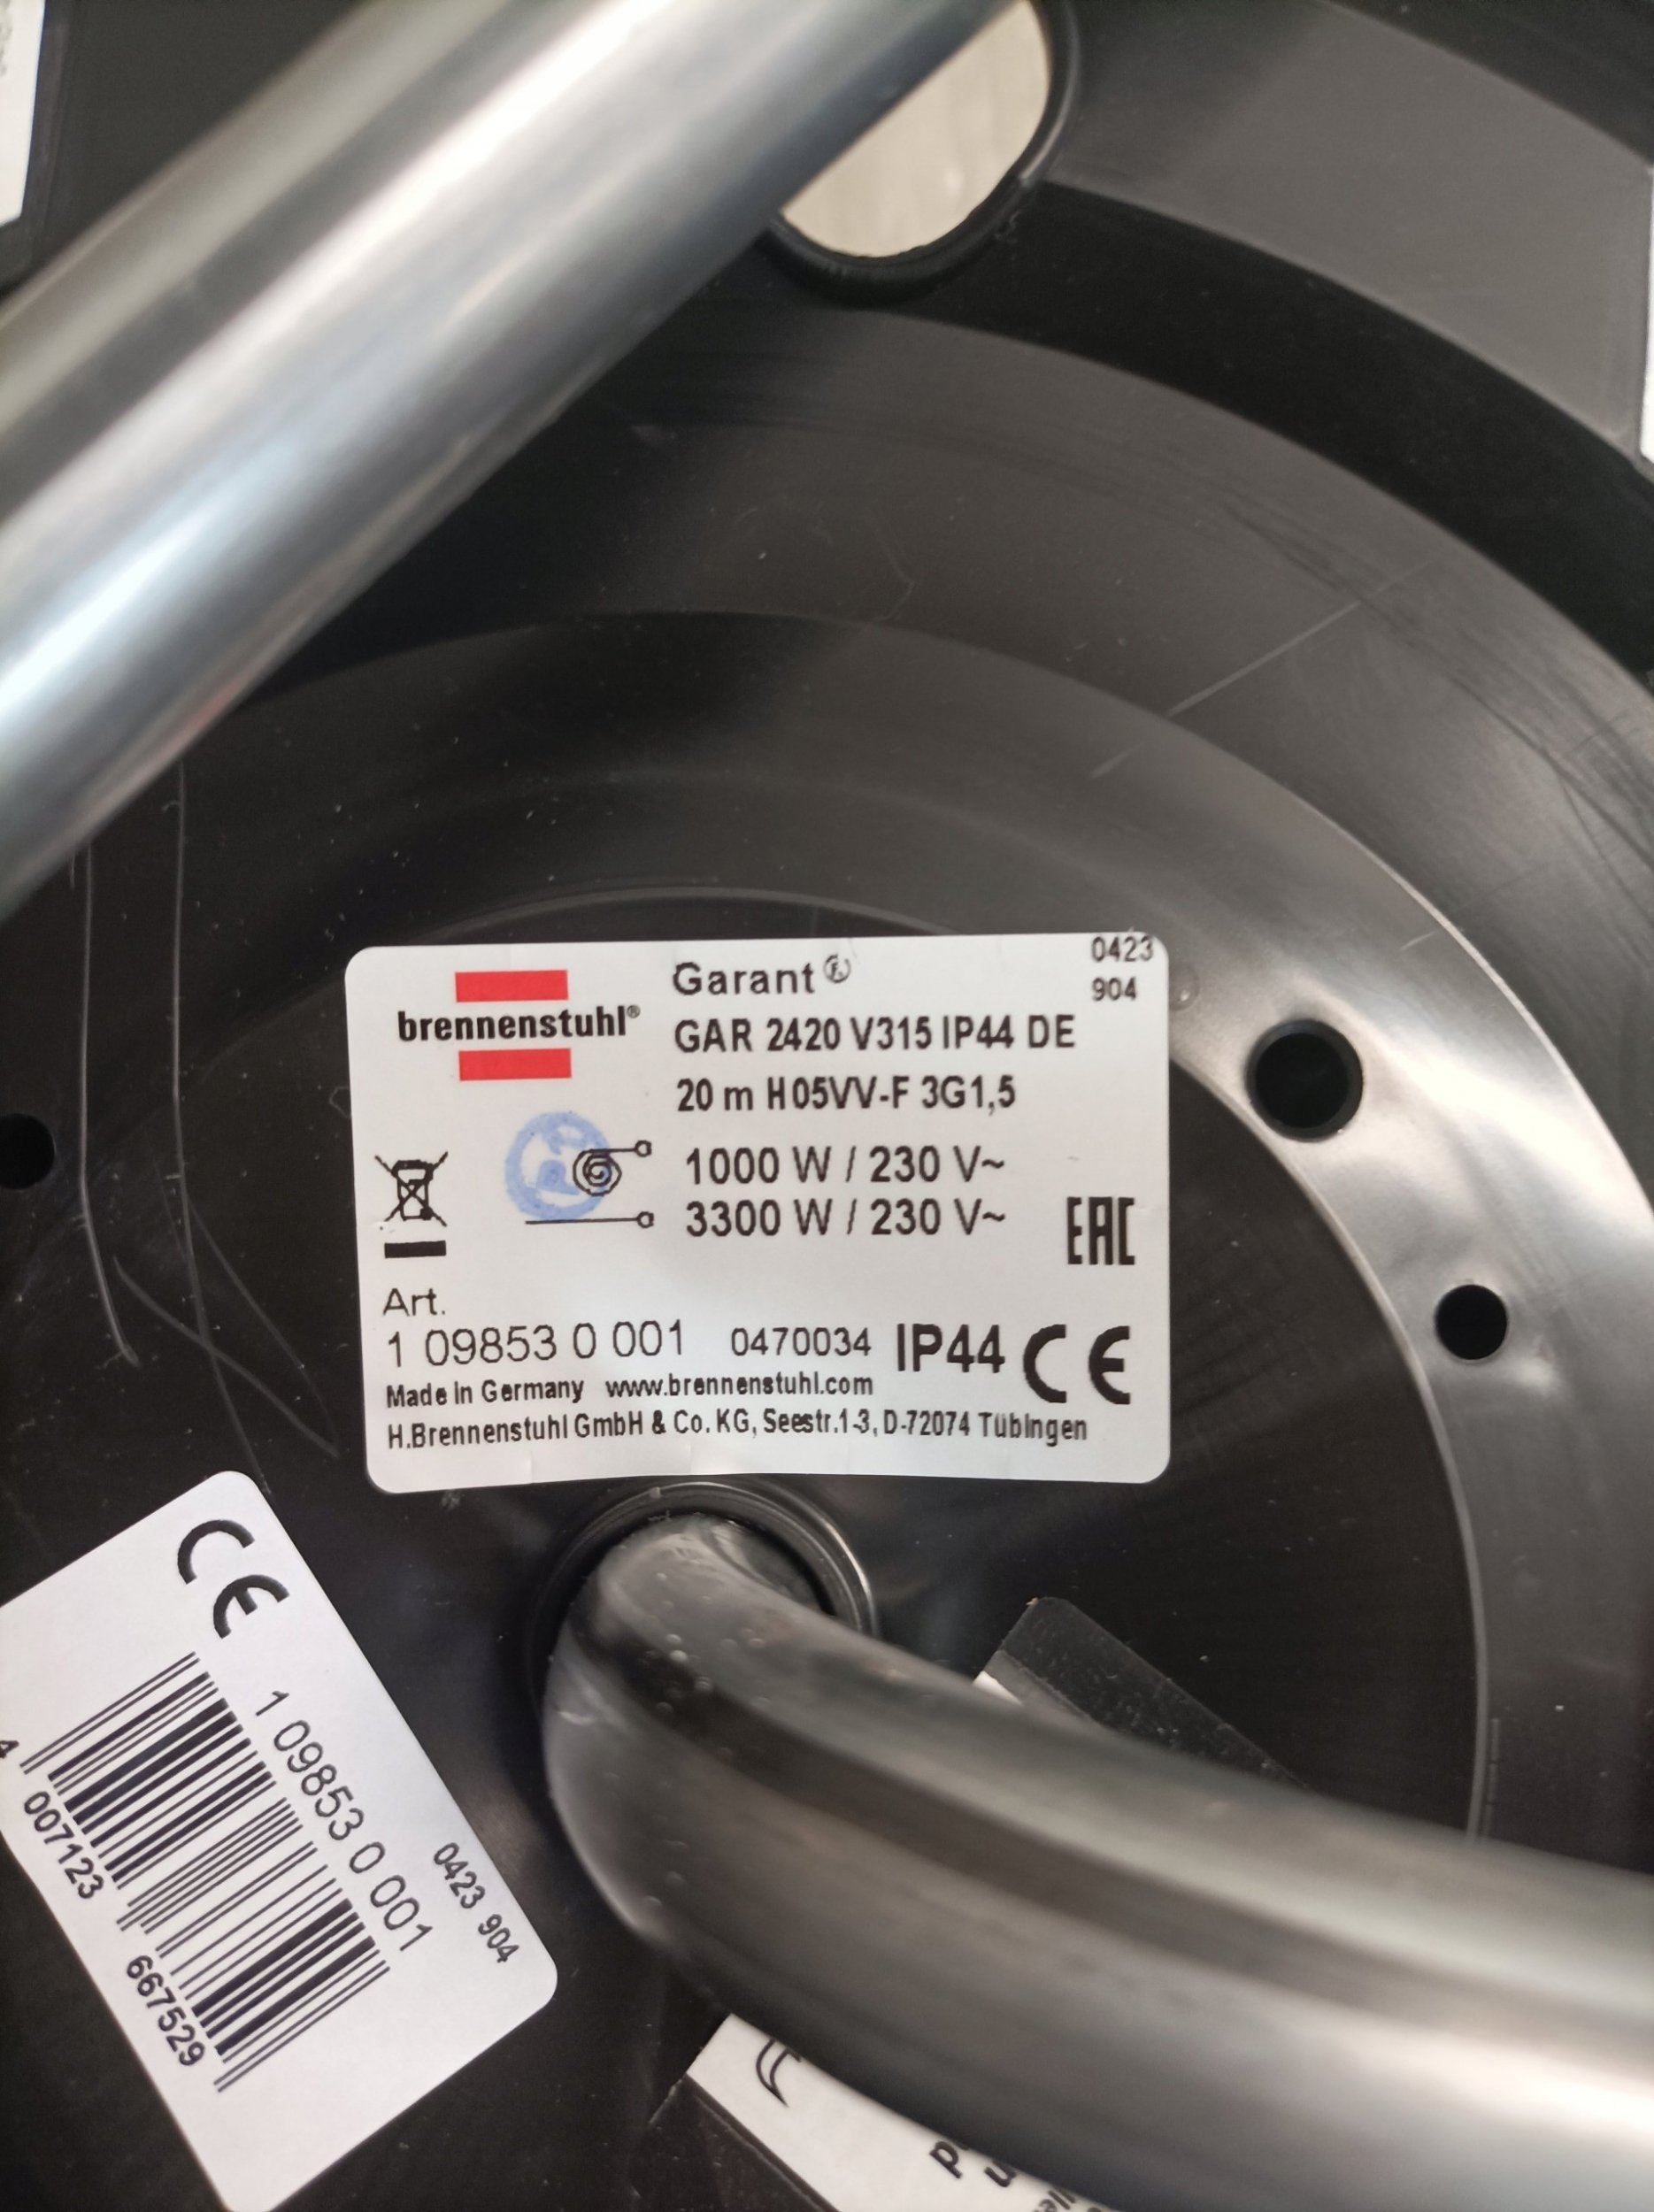 brennenstuhl®
Garant
0423
904
GAR 2420 V315 IP44 DE
20 m H05VV-F 3G1,5
1000 W / 230 V~
3300 W / 230 V~
EAC
Art.
1 09853 0 001 0470034 IP44 CE
Made in Germany www.brennenstuhl.com
H.Brennenstuhl GmbH & Co. KG, Seestr.1-3, D-72074 Tübingen
CE
1 09853 0 001
0423 904
4 007123 667529